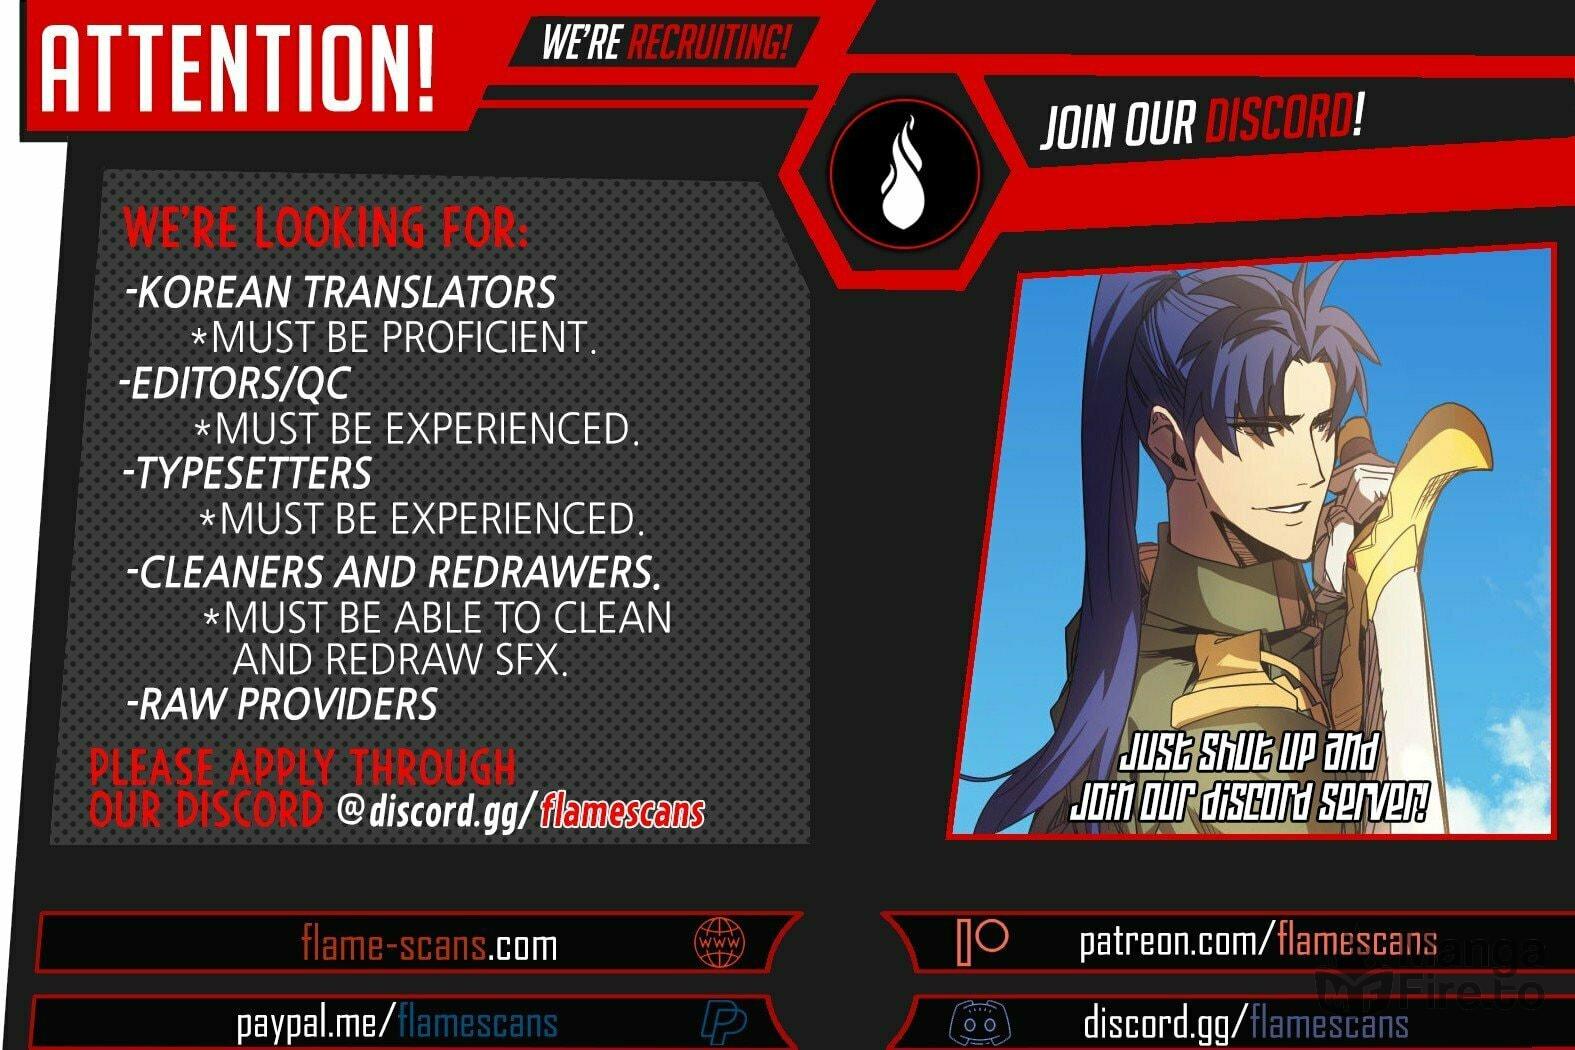 ATTENTION!
WE'RE RECRUITING!
JOIN OUR DISCORD!
WE'RE LOOKING FOR:
-KOREAN TRANSLATORS
*MUST BE PROFICIENT.
-EDITORS/QC
*MUST BE EXPERIENCED.
-TYPESETTERS
*MUST BE EXPERIENCED.
-CLEANERS AND REDRAWERS.
*MUST BE ABLE TO CLEAN
AND REDRAW SFX.
-RAW PROVIDERS
PLEASE APPLY THROUGH
OUR DISCORD @discord.gg/flamescans
JUST SHUT UP AND
JOIN OUR DISCORD SERVER!
flame-scans.com
WWW
patreon.com/flamescans
paypal.me/flamescans
discord.gg/flamescans
Manga
Fire.to